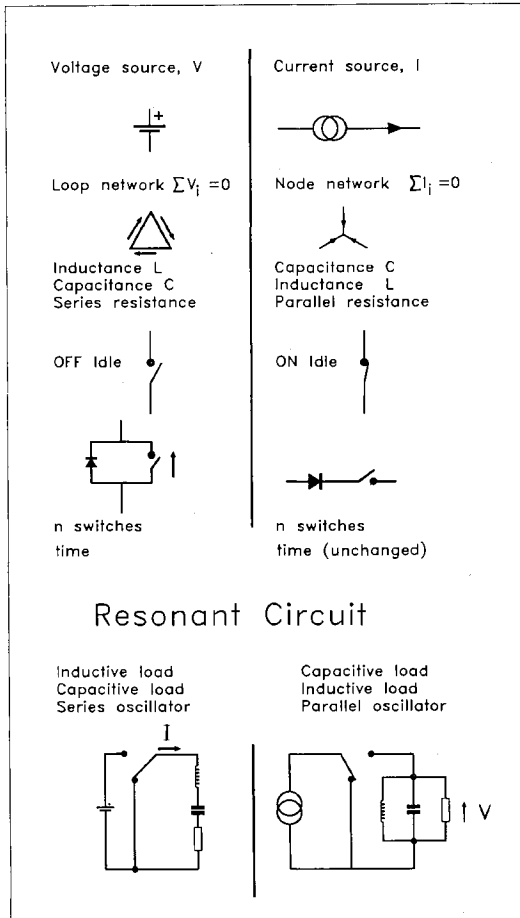 Voltage source, V
+
Loop network ∑Vi =0
Inductance L
Capacitance C
Series resistance
OFF Idle
n switches
time
Current source, I
Node network ∑Ii =0
Capacitance C
Inductance L
Parallel resistance
ON Idle
n switches
time (unchanged)
Resonant Circuit
Inductive load
Capacitive load
Series oscillator
I
+
Capacitive load
Inductive load
Parallel oscillator
V